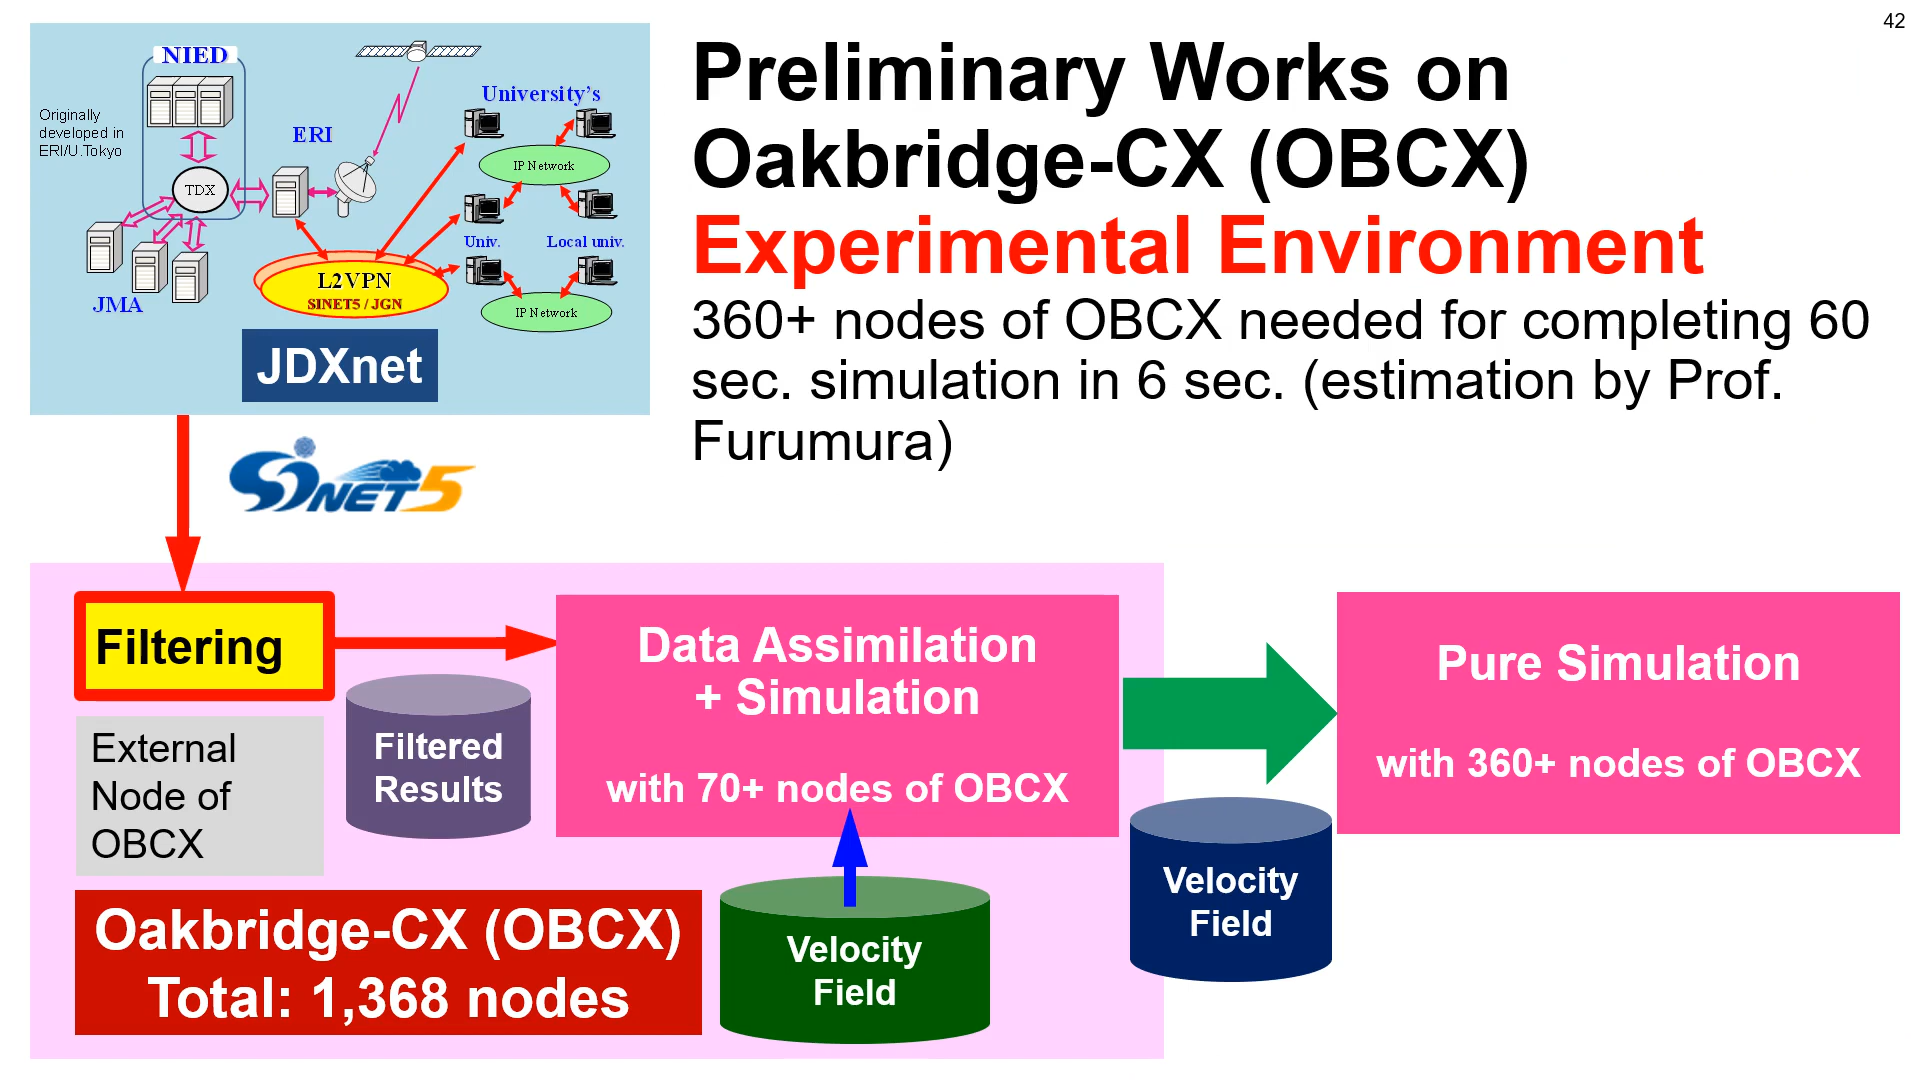 42
NIED
Originally
developed in
ERI/U.Tokyo
ERI
University's
IP Network
TDX
Univ.
Local univ.
L2VPN
SINET5 / JGN
JMA
IP Network
JDXnet
Preliminary Works on
Oakbridge-CX (OBCX)
Experimental Environment
360+ nodes of OBCX needed for completing 60
sec. simulation in 6 sec. (estimation by Prof.
Furumura)
SINET5
Filtering
External
Node of
OBCX
Filtered
Results
Data Assimilation
+ Simulation
with 70+ nodes of OBCX
Pure Simulation
with 360+ nodes of OBCX
Velocity
Field
Velocity
Field
Oakbridge-CX (OBCX)
Total: 1,368 nodes